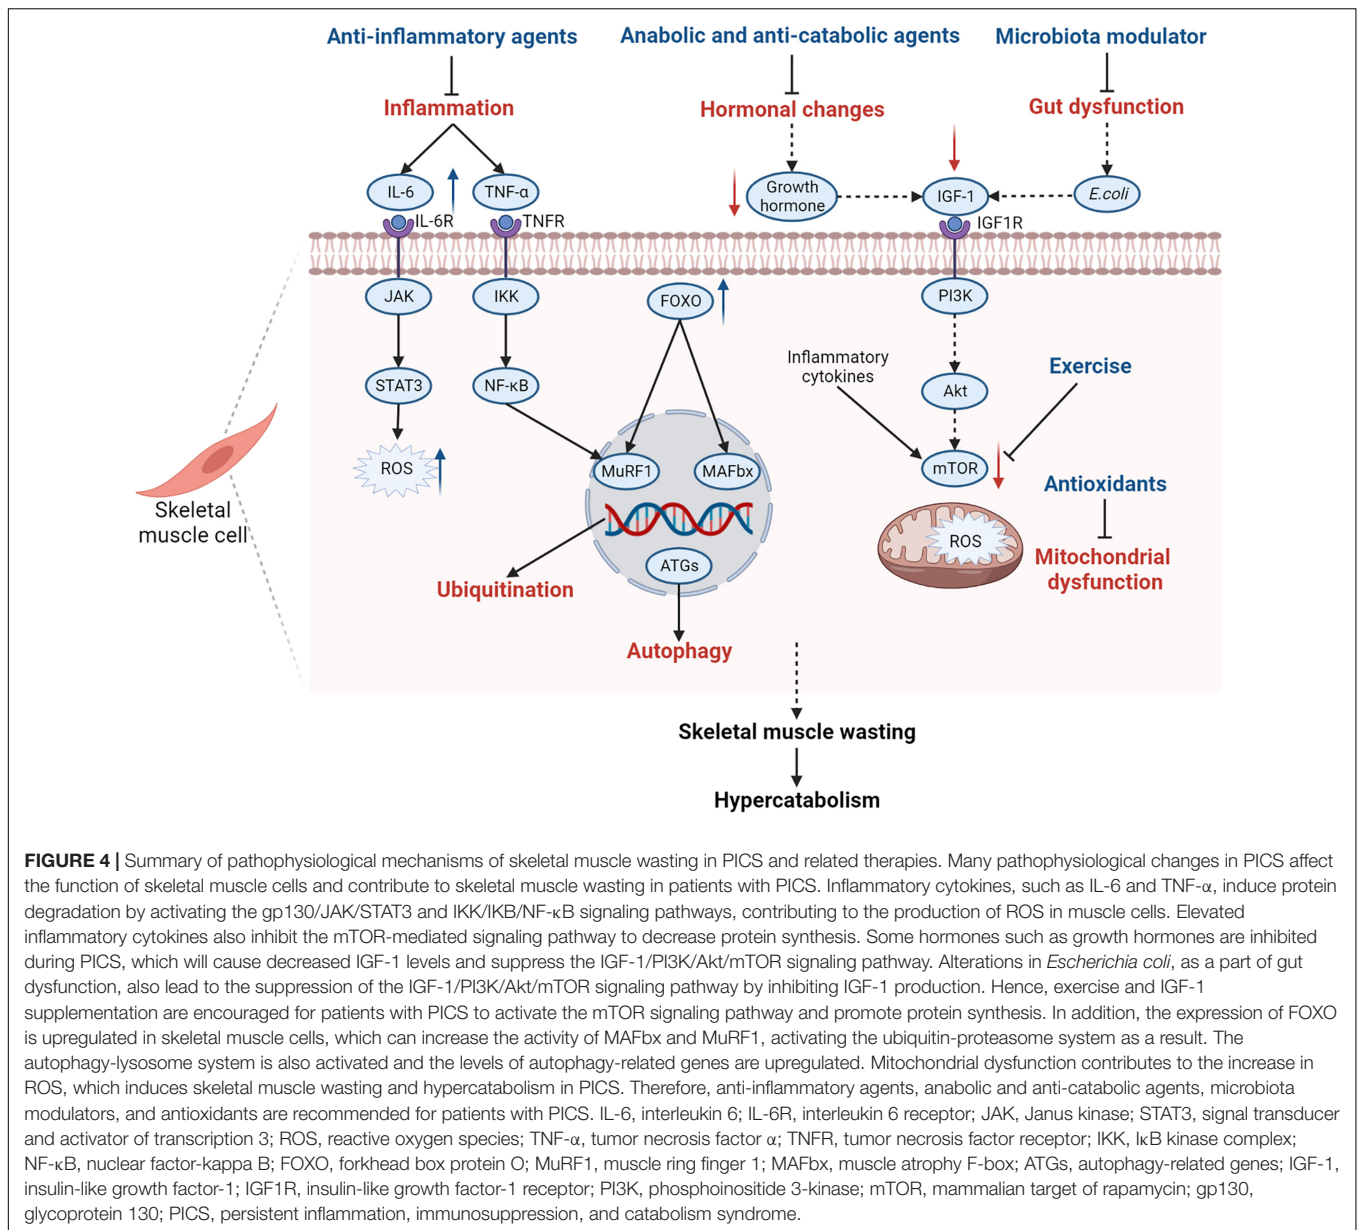 Anti-inflammatory agents
Anabolic and anti-catabolic agents
Microbiota modulator
Inflammation
Hormonal changes
Gut dysfunction
IL-6
TNF-α
Growth
hormone
IGF-1
E.coli
IL-6R
TNFR
IGF1R
JAK
IKK
FOXO
PI3K
Inflammatory
cytokines
Exercise
STAT3
NF-κB
Akt
ROS
MuRF1
MAFbx
mTOR
Antioxidants
Skeletal
muscle cell
ROS
Mitochondrial
dysfunction
ATGs
Ubiquitination
Autophagy
Skeletal muscle wasting
Hypercatabolism
FIGURE 4 | Summary of pathophysiological mechanisms of skeletal muscle wasting in PICS and related therapies. Many pathophysiological changes in PICS affect
the function of skeletal muscle cells and contribute to skeletal muscle wasting in patients with PICS. Inflammatory cytokines, such as IL-6 and TNF-α, induce protein
degradation by activating the gp130/JAK/STAT3 and IKK/IKB/NF-κB signaling pathways, contributing to the production of ROS in muscle cells. Elevated
inflammatory cytokines also inhibit the mTOR-mediated signaling pathway to decrease protein synthesis. Some hormones such as growth hormones are inhibited
during PICS, which will cause decreased IGF-1 levels and suppress the IGF-1/PI3K/Akt/mTOR signaling pathway. Alterations in Escherichia coli, as a part of gut
dysfunction, also lead to the suppression of the IGF-1/PI3K/Akt/mTOR signaling pathway by inhibiting IGF-1 production. Hence, exercise and IGF-1
supplementation are encouraged for patients with PICS to activate the mTOR signaling pathway and promote protein synthesis. In addition, the expression of FOXO
is upregulated in skeletal muscle cells, which can increase the activity of MAFbx and MuRF1, activating the ubiquitin-proteasome system as a result. The
autophagy-lysosome system is also activated and the levels of autophagy-related genes are upregulated. Mitochondrial dysfunction contributes to the increase in
ROS, which induces skeletal muscle wasting and hypercatabolism in PICS. Therefore, anti-inflammatory agents, anabolic and anti-catabolic agents, microbiota
modulators, and antioxidants are recommended for patients with PICS. IL-6, interleukin 6; IL-6R, interleukin 6 receptor; JAK, Janus kinase; STAT3, signal transducer
and activator of transcription 3; ROS, reactive oxygen species; TNF-α, tumor necrosis factor α; TNFR, tumor necrosis factor receptor; IKK, IκB kinase complex;
NF-κB, nuclear factor-kappa B; FOXO, forkhead box protein O; MuRF1, muscle ring finger 1; MAFbx, muscle atrophy F-box; ATGs, autophagy-related genes; IGF-1,
insulin-like growth factor-1; IGF1R, insulin-like growth factor-1 receptor; PI3K, phosphoinositide 3-kinase; mTOR, mammalian target of rapamycin; gp130,
glycoprotein 130; PICS, persistent inflammation, immunosuppression, and catabolism syndrome.